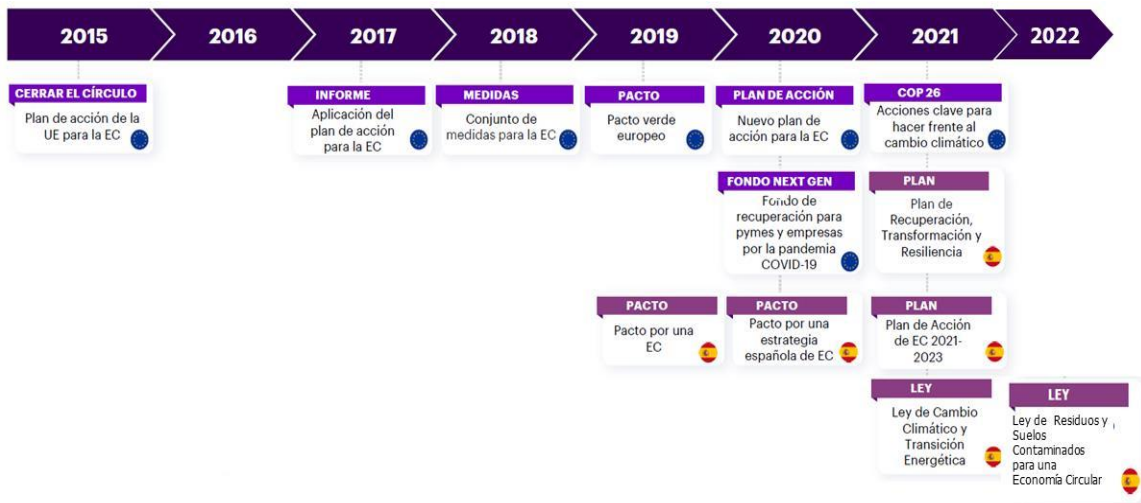 2015
2016
2017
2018
2019
2020
2021
2022
CERRAR EL CÍRCULO
Plan de acción de la
UE para la EC
INFORME
Aplicación del
plan de acción
para la EC
MEDIDAS
Conjunto de
medidas para la EC
PACTO
Pacto verde
europeo
PLAN DE ACCIÓN
Nuevo plan de
acción para la EC
COP 26
Acciones clave para
hacer frente al
cambio climático
FONDO NEXT GEN
Fondo de
recuperación para
pymes y empresas
por la pandemia
COVID-19
PLAN
Plan de
Recuperación,
Transformación y
Resiliencia
PACTO
Pacto por una
EC
PACTO
Pacto por una
estrategia
española de EC
PLAN
Plan de Acción
de EC 2021-
2023
LEY
Ley de Cambio
Climático y
Transición
Energética
LEY
Ley de Residuos y
Suelos
Contaminados
para una
Economía Circular